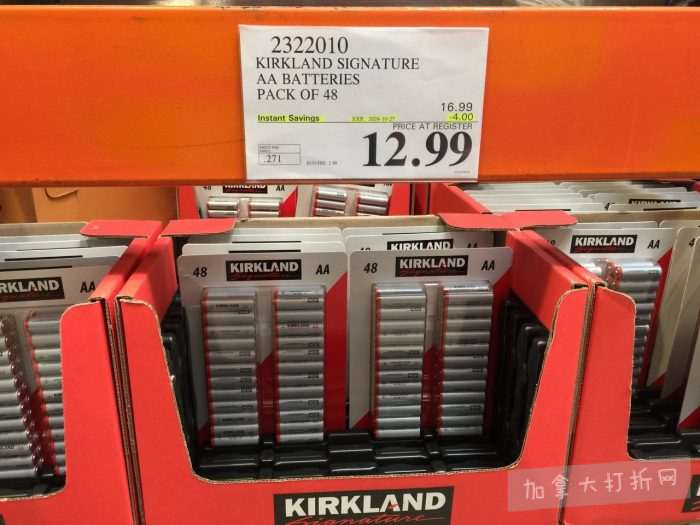 2322010
KIRKLAND SIGNATURE
AA BATTERIES
PACK OF 48
16.99
Instant Savings
-4.00
PRICE AT REGISTER
12.99
.271
KIRKLAND
48 KIRKLAND AA
48 KIRKLAND AA
KIRKLAND
KIRKLAND
KIRKLAND
Signature
加拿大打折网